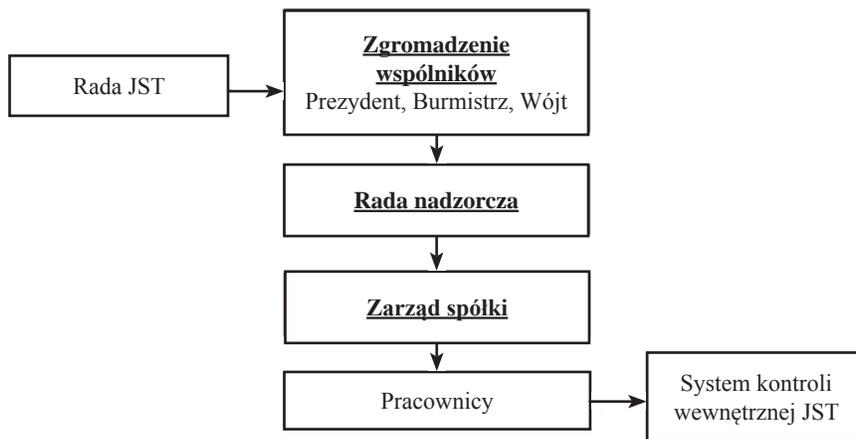 Rada JST
Zgromadzenie
wspólników
Prezydent, Burmistrz, Wójt
Rada nadzorcza
Zarząd spółki
Pracownicy
System kontroli
wewnętrznej JST